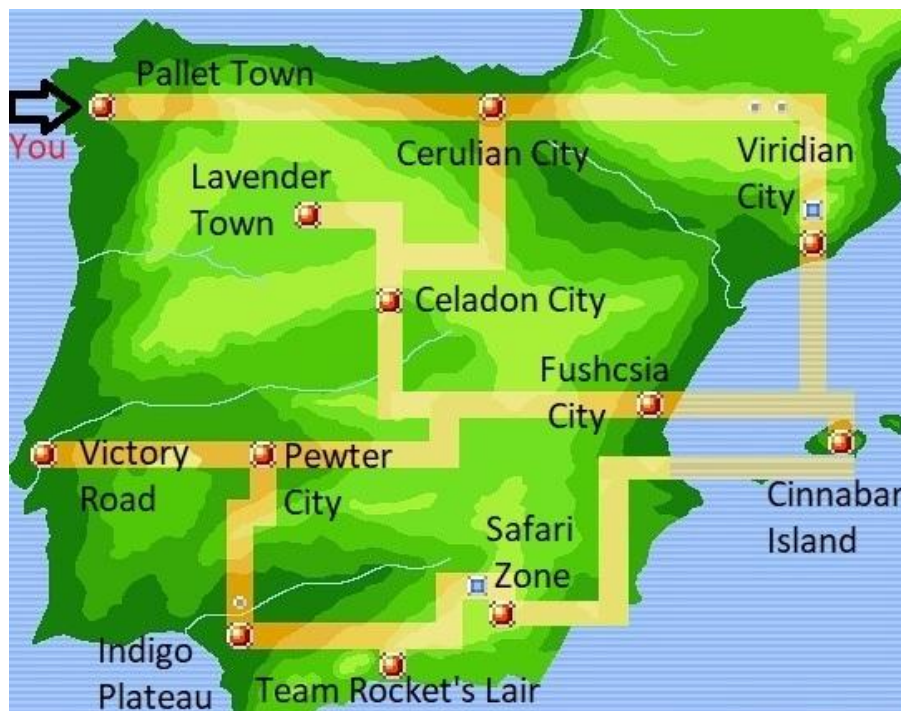 Pallet Town
You
Cerulian City
Viridian
City
Lavender
Town
Celadon City
Fushcsia
City
Victory
Road
Pewter
City
Cinnabar
Island
Safari
Zone
Indigo
Plateau
Team Rocket's Lair